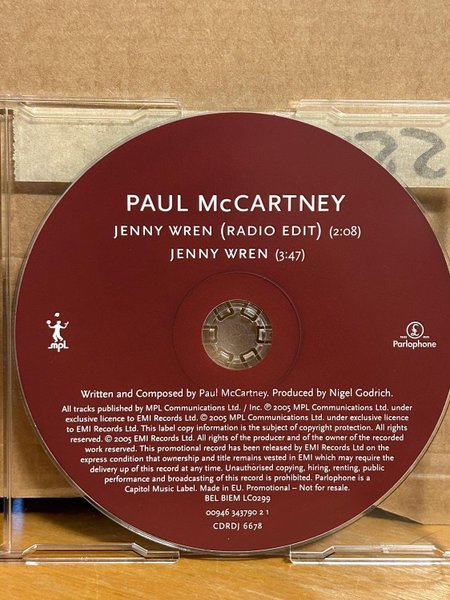 PAUL McCARTNEY
JENNY WREN (RADIO EDIT) (2:08)
JENNY WREN (3:47)
MPL
Parlophone
Written and Composed by Paul McCartney. Produced by Nigel Godrich.
All tracks published by MPL Communications Ltd. / Inc. ℗ 2005 MPL Communications Ltd. under
exclusive licence to EMI Records Ltd. © 2005 MPL Communications Ltd. under exclusive licence
to EMI Records Ltd. This label copy information is the subject of copyright protection. All rights
reserved. © 2005 EMI Records Ltd. All rights of the producer and of the owner of the recorded
work reserved. This promotional record has been released by EMI Records Ltd on the
express condition that ownership and title remains vested in EMI which may require the
delivery up of this record at any time. Unauthorised copying, hiring, renting, public
performance and broadcasting of this record is prohibited. Parlophone is a
Capitol Music Label. Made in EU. Promotional – Not for resale.
BEL BIEM LC0299
00946 343790 2 1
CDRDJ 6678